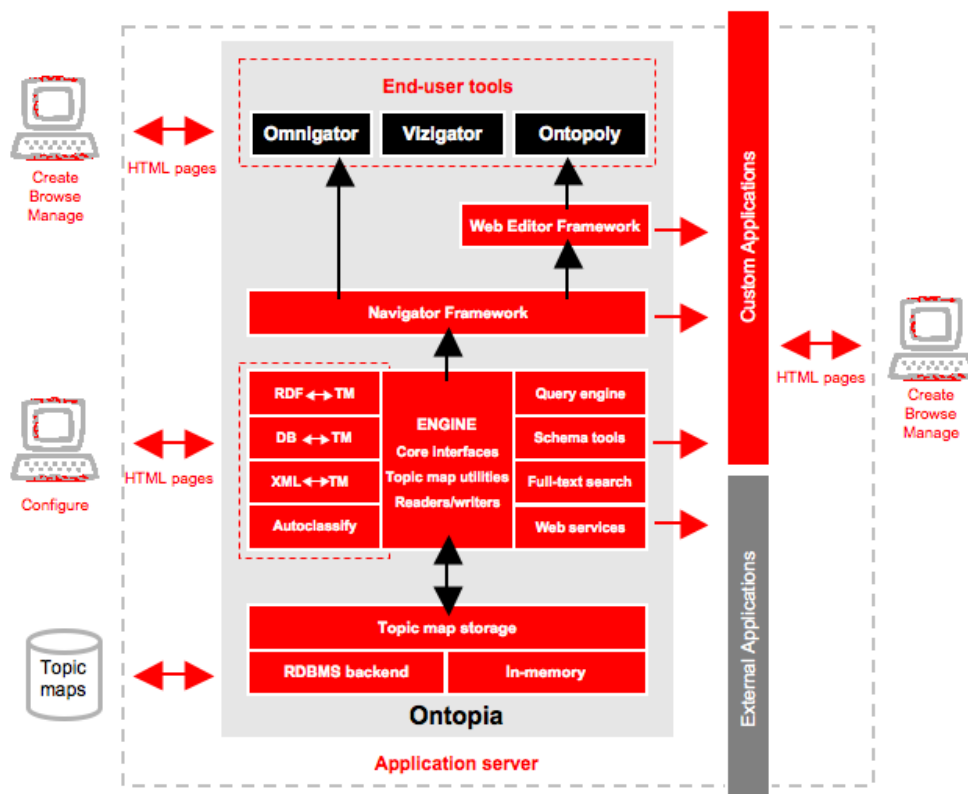 End-user tools
Omnigator
Vizigator
Ontopoly
HTML pages
Create
Browse
Manage
Web Editor Framework
Navigator Framework
Custom Applications
RDF TM
DB TM
XML TM
Autoclassify
ENGINE
Core interfaces
Topic map utilities
Readers/writers
Query engine
Schema tools
Full-text search
Web services
HTML pages
Configure
HTML pages
Create
Browse
Manage
Topic map storage
RDBMS backend
In-memory
Topic
maps
External Applications
Ontopia
Application server